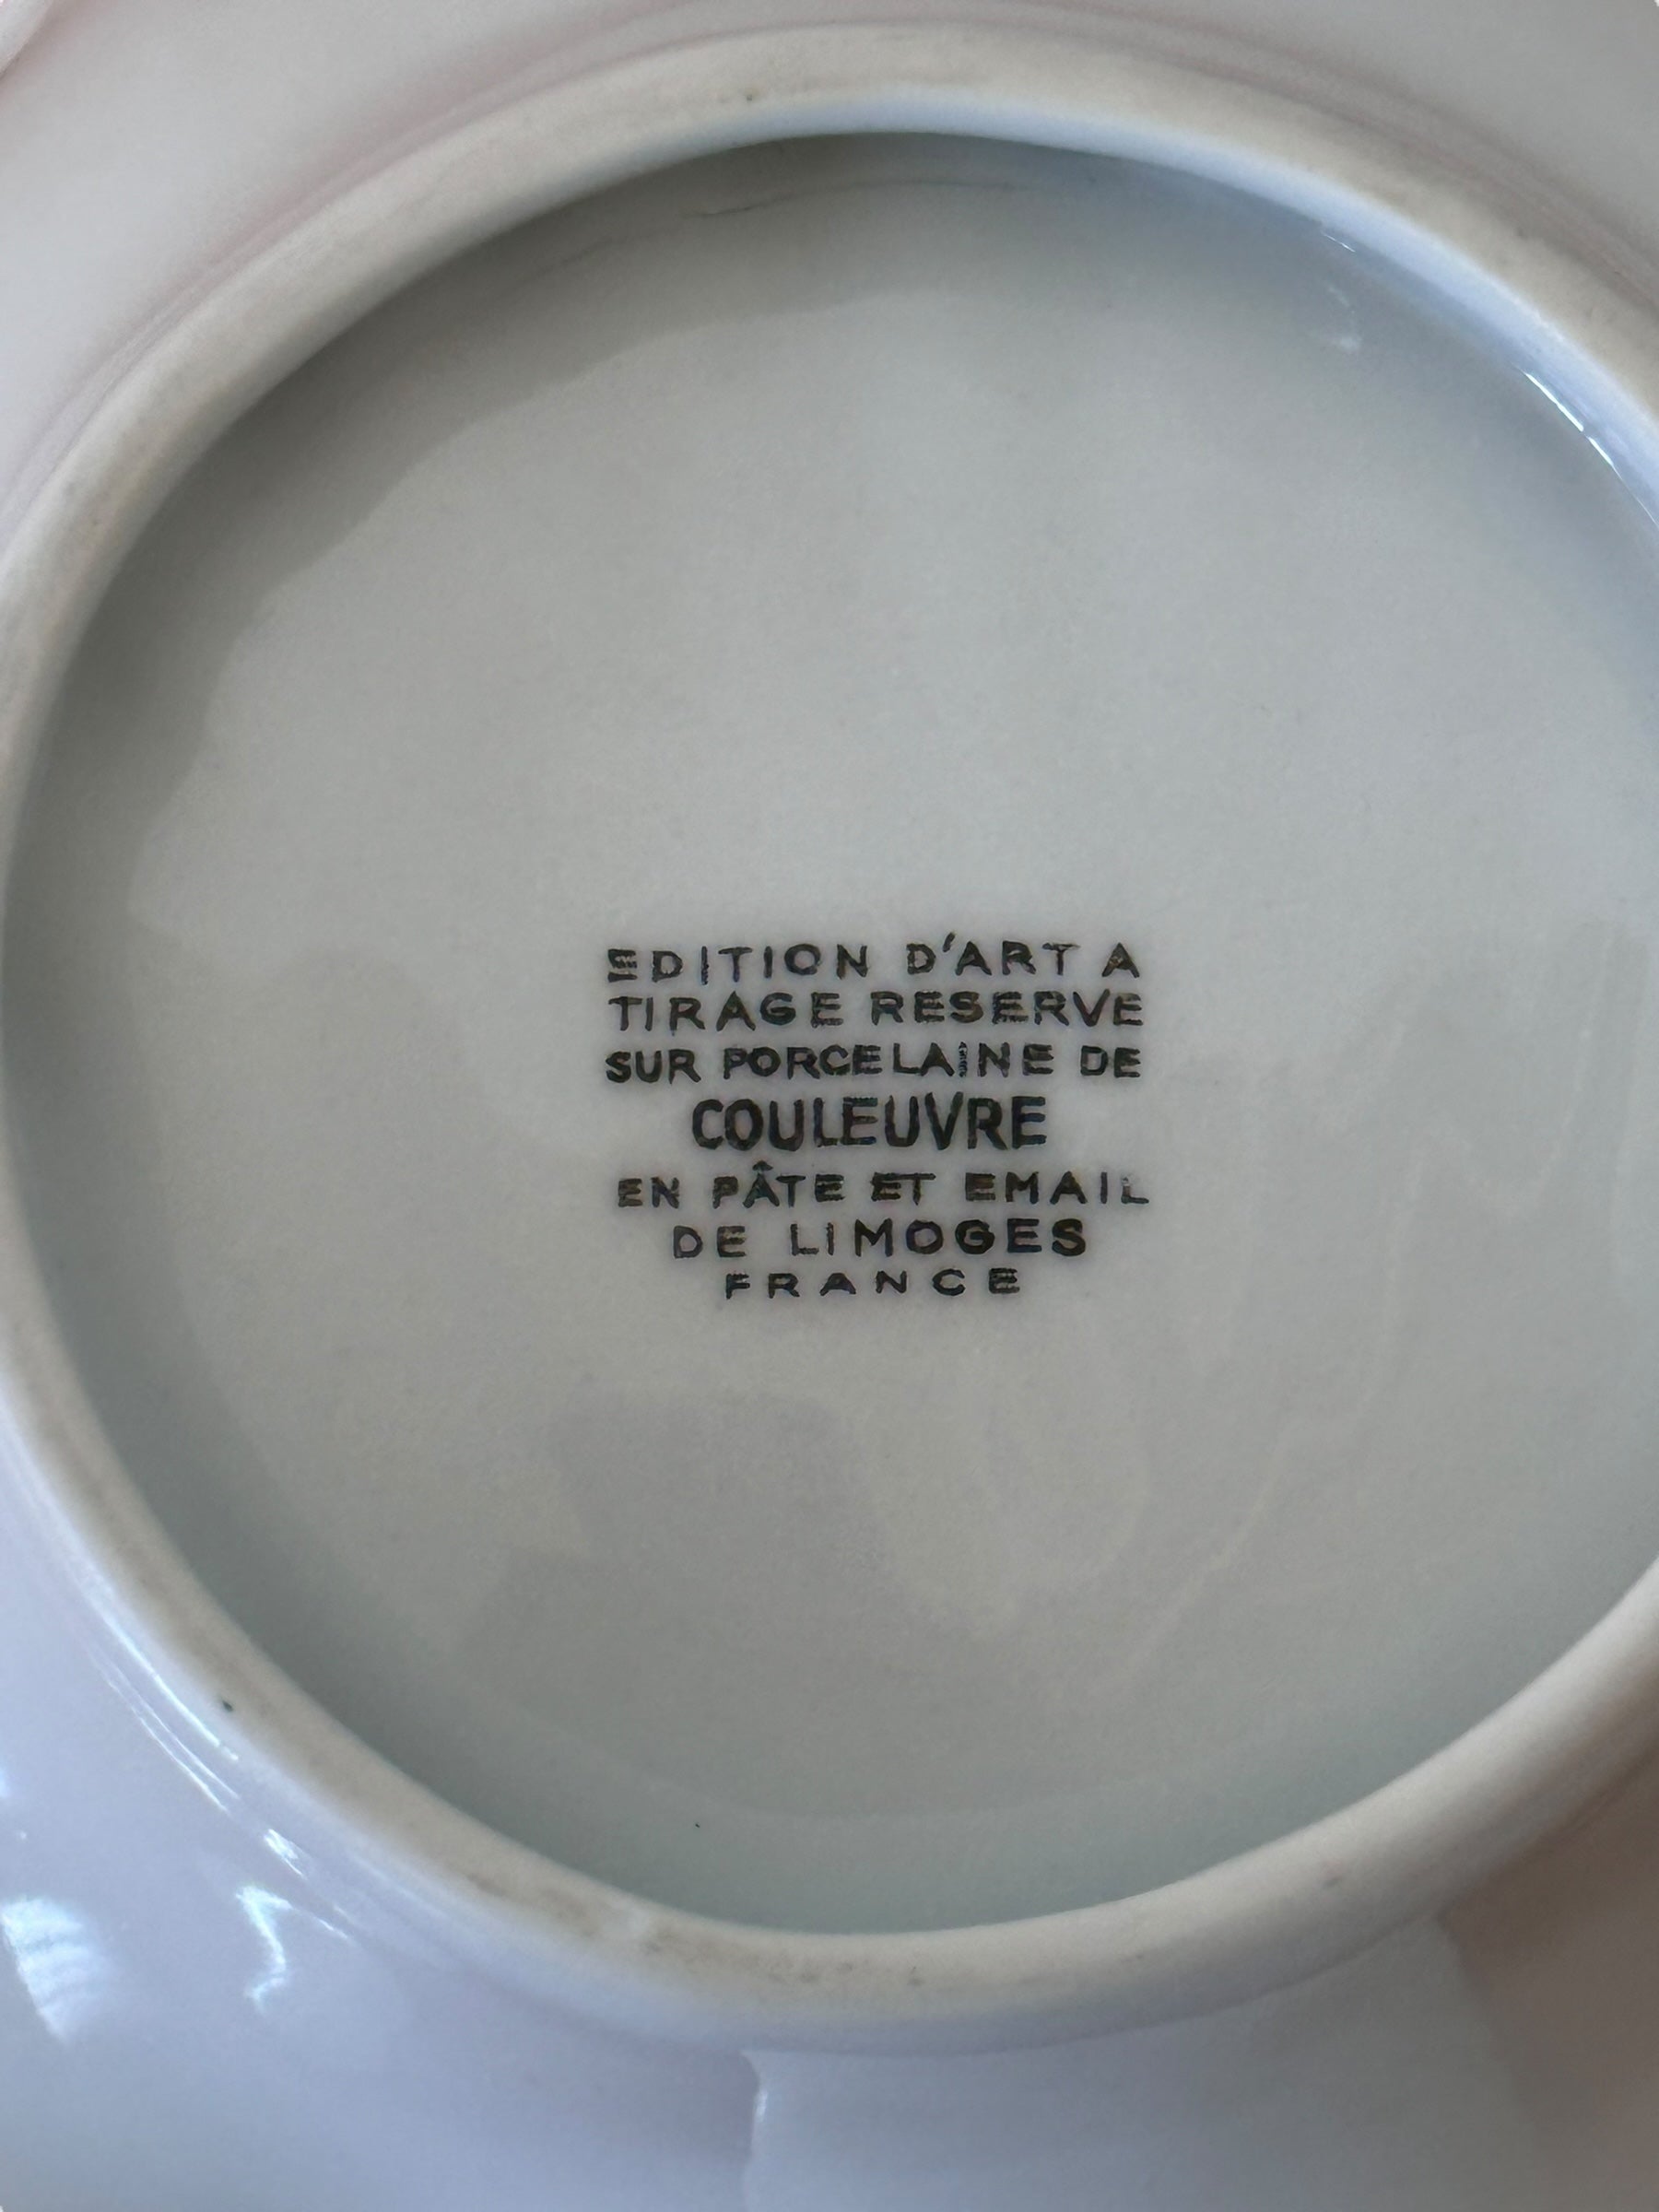 EDITION D'ART A
TIRAGE RESERVE
SUR PORCELAINE DE
COULEUVRE
EN PÂTE ET EMAIL
DE LIMOGES
FRANCE